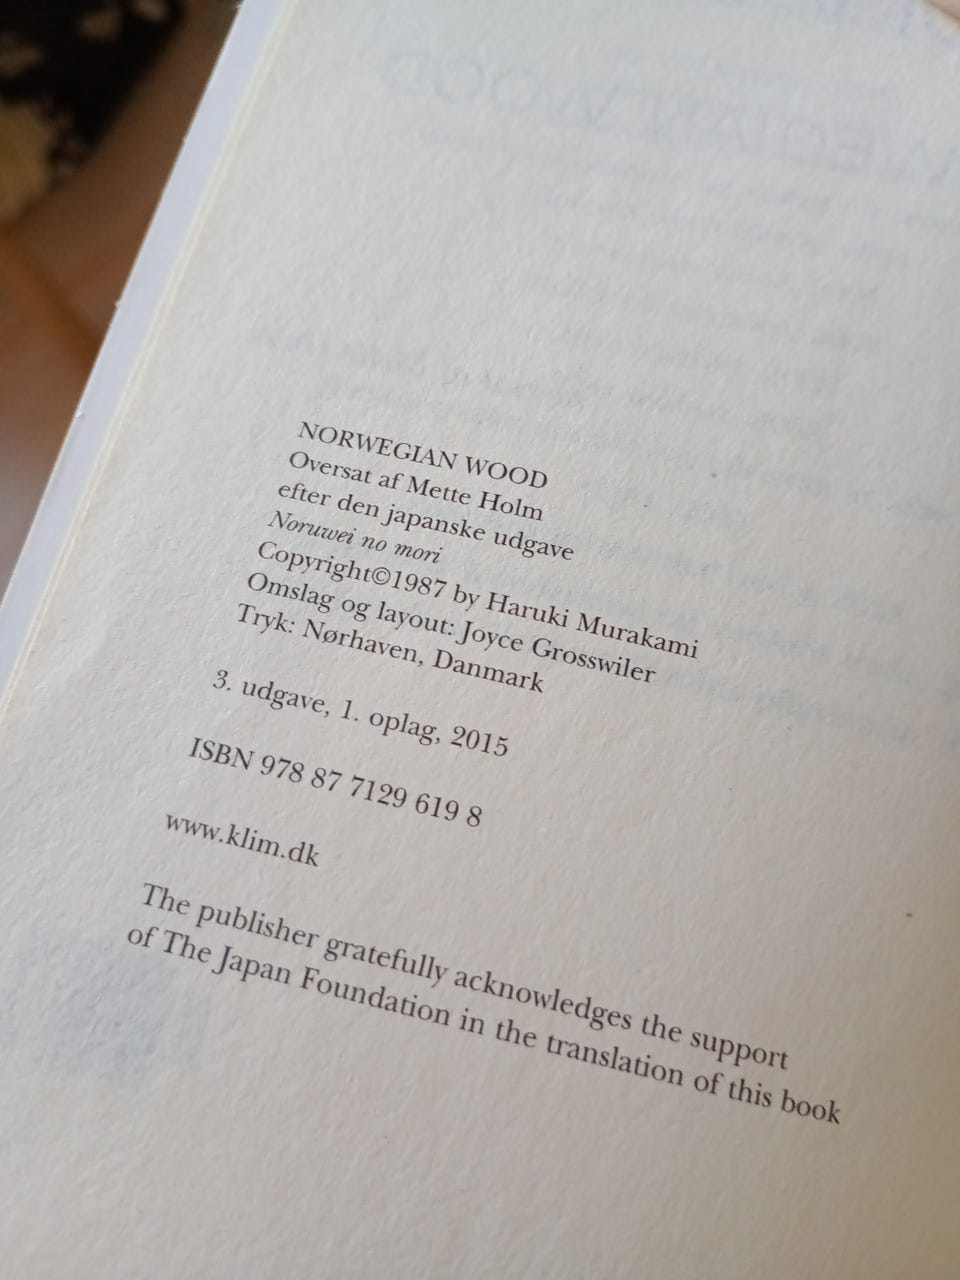 NORWEGIAN WOOD
Oversat af Mette Holm
efter den japanske udgave
Noruwei no mori
Copyright©1987 by Haruki Murakami
Omslag og layout: Joyce Grosswiler
Tryk: Nørhaven, Danmark
3. udgave, 1. oplag, 2015
ISBN 978 87 7129 619 8
www.klim.dk
The publisher gratefully acknowledges the support
of The Japan Foundation in the translation of this book